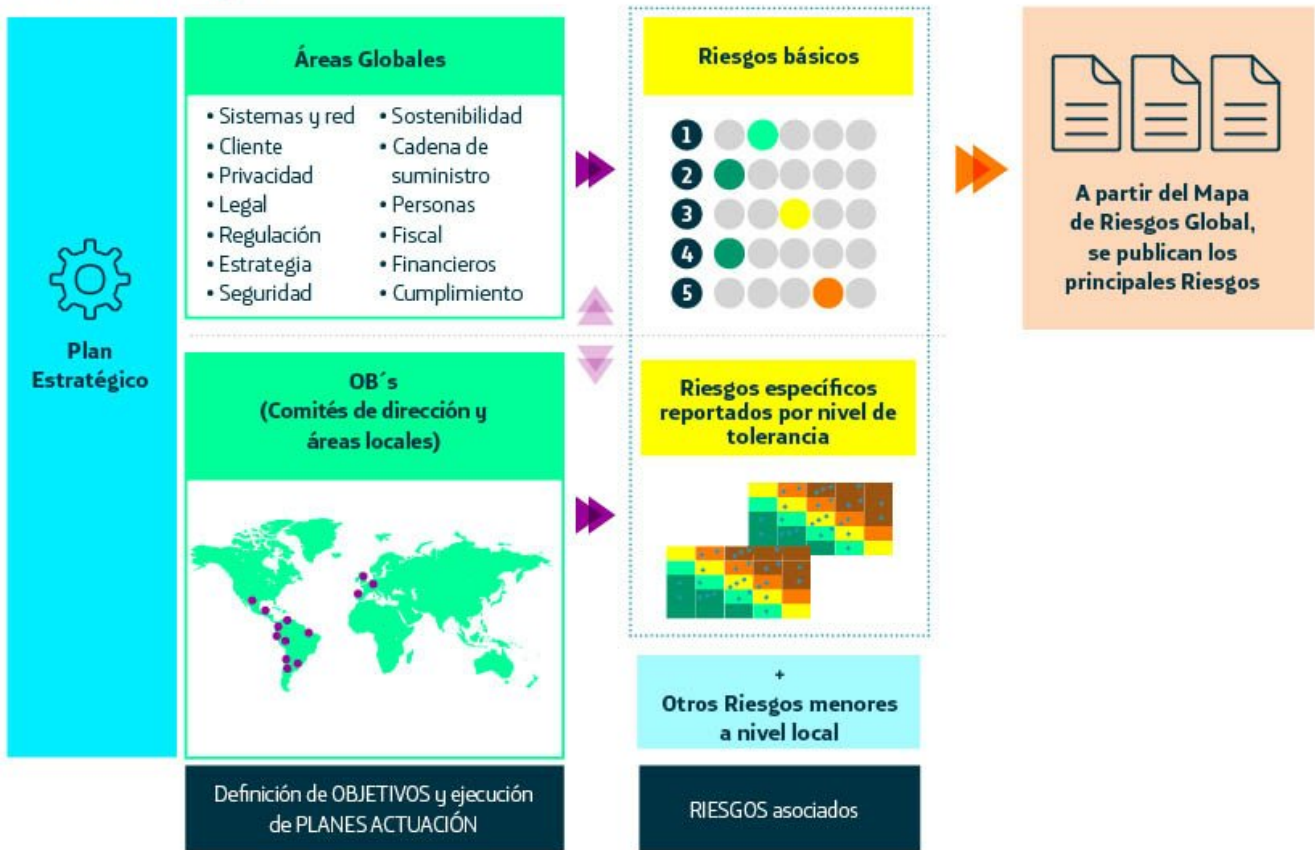 Plan
Estratégico
Áreas Globales
• Sistemas y red
• Cliente
• Privacidad
• Legal
• Regulación
• Estrategia
• Seguridad
• Sostenibilidad
• Cadena de
suministro
• Personas
• Fiscal
• Financieros
• Cumplimiento
OB´s
(Comités de dirección y
áreas locales)
Definición de OBJETIVOS y ejecución
de PLANES ACTUACIÓN
Riesgos básicos
1
2
3
4
5
Riesgos específicos
reportados por nivel de
tolerancia
+
Otros Riesgos menores
a nivel local
RIESGOS asociados
A partir del Mapa
de Riesgos Global,
se publican los
principales Riesgos